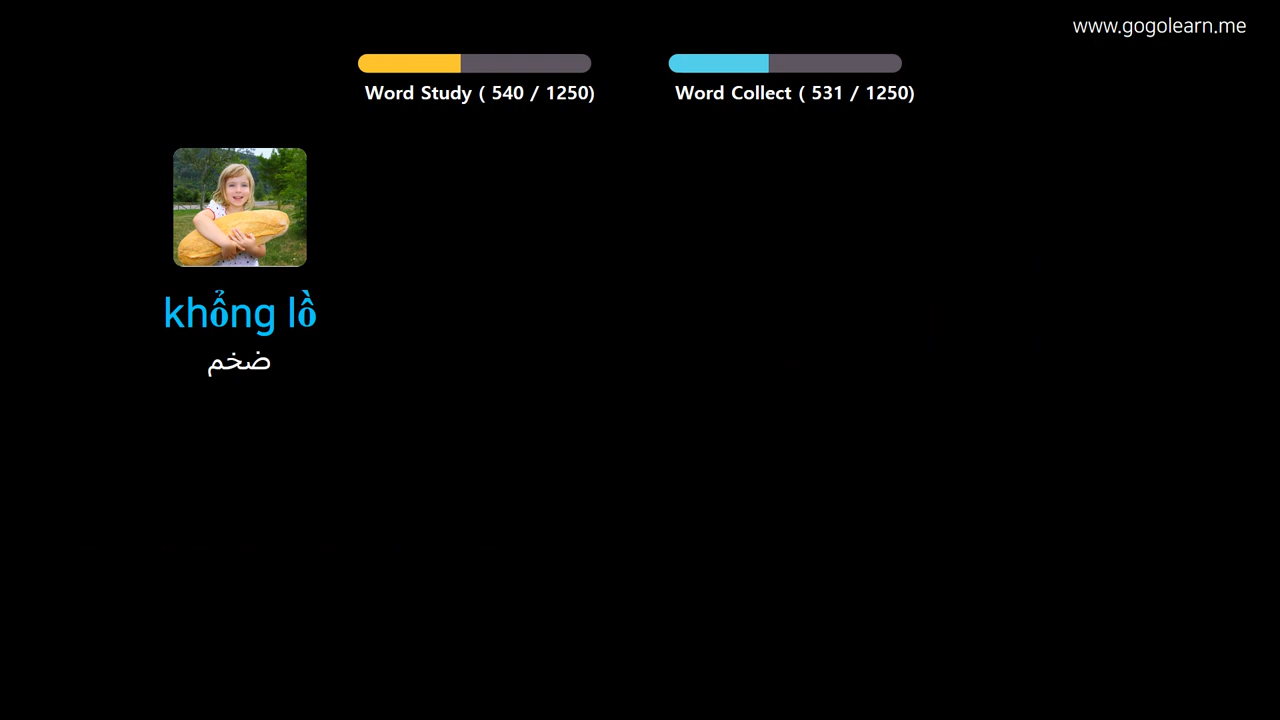 www.gogolearn.me
Word Study ( 540 / 1250)
Word Collect ( 531 / 1250)
khổng lồ
ضخم